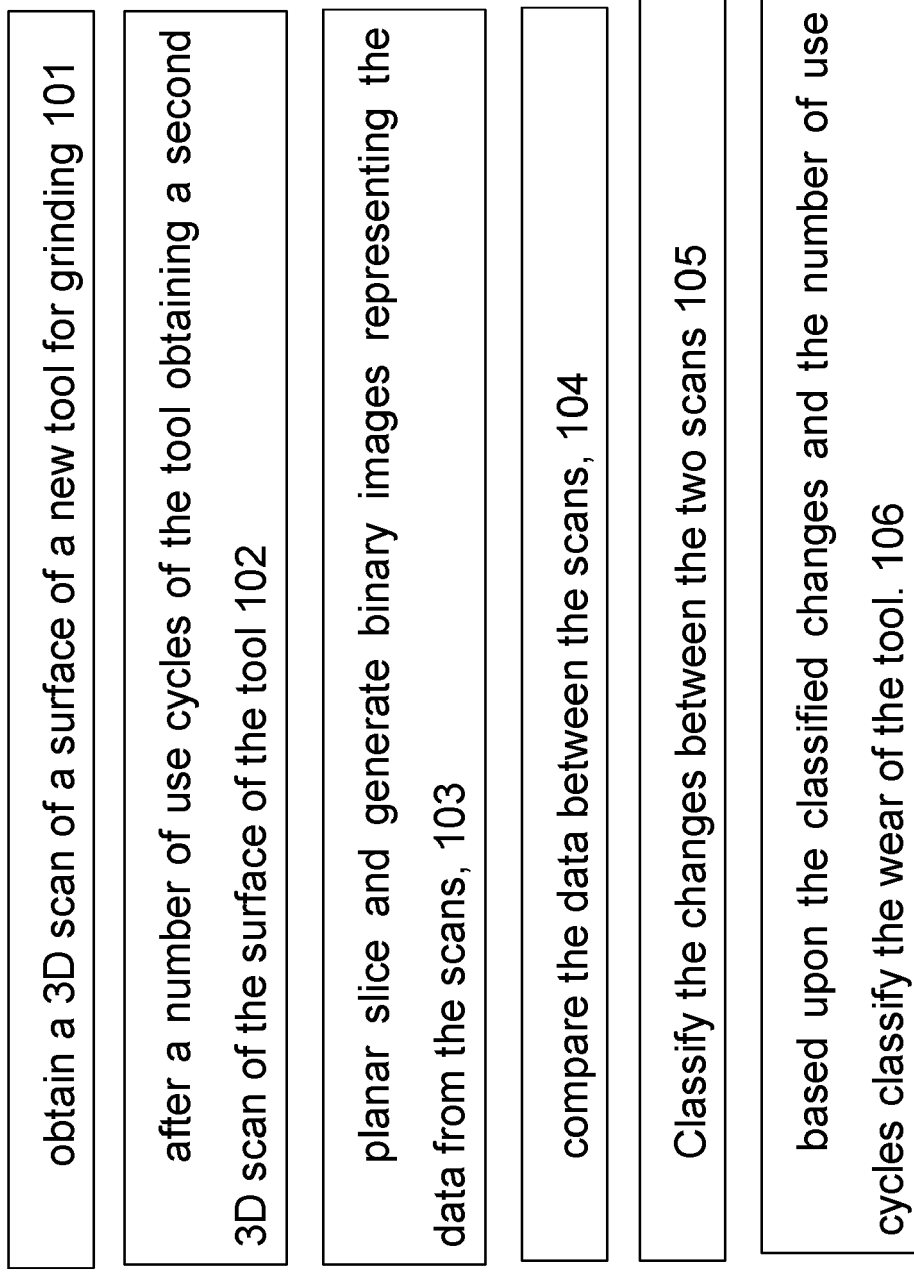 obtain a 3D scan of a surface of a new tool for grinding 101
after a number of use cycles of the tool obtaining a second
3D scan of the surface of the tool 102
planar slice and generate binary images representing the
data from the scans, 103
compare the data between the scans, 104
Classify the changes between the two scans 105
based upon the classified changes and the number of use
cycles classify the wear of the tool. 106